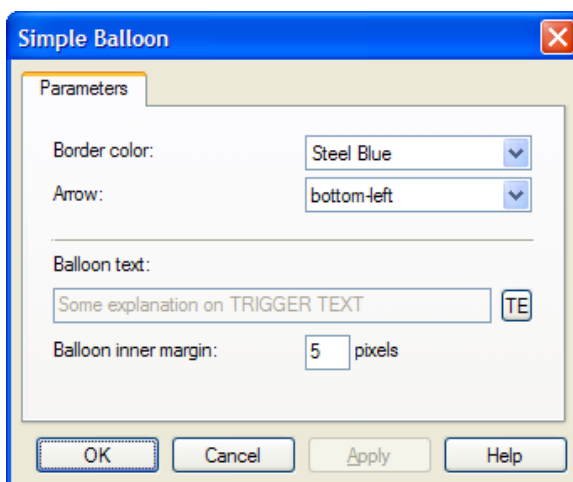 Simple Balloon
Parameters
Border color: Steel Blue
Arrow: bottom-left
Balloon text:
Some explanation on TRIGGER TEXT TE
Balloon inner margin: 5 pixels
OK Cancel Apply Help